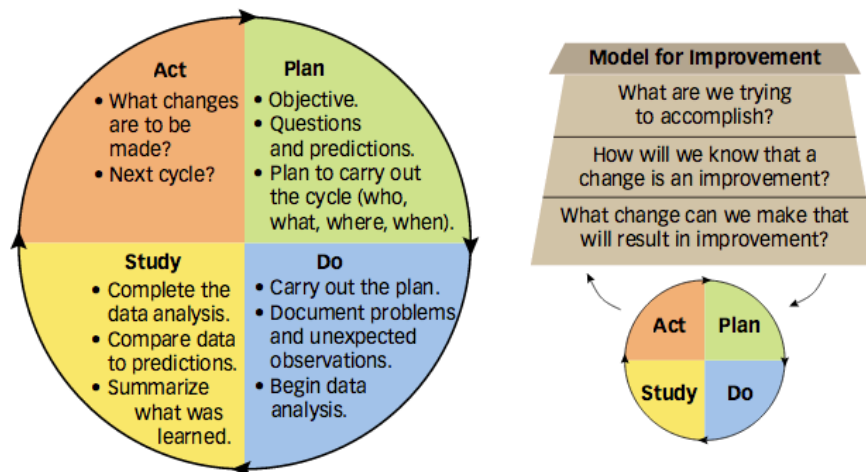 Act
• What changes
are to be
made?
• Next cycle?
Plan
• Objective.
• Questions
and predictions.
• Plan to carry out
the cycle (who,
what, where, when).
Study
• Complete the
data analysis.
• Compare data
to predictions.
• Summarize
what was
learned.
Do
• Carry out the plan.
• Document problems
and unexpected
observations.
• Begin data
analysis.
Model for Improvement
What are we trying
to accomplish?
How will we know that a
change is an improvement?
What change can we make that
will result in improvement?
Act
Plan
Study
Do